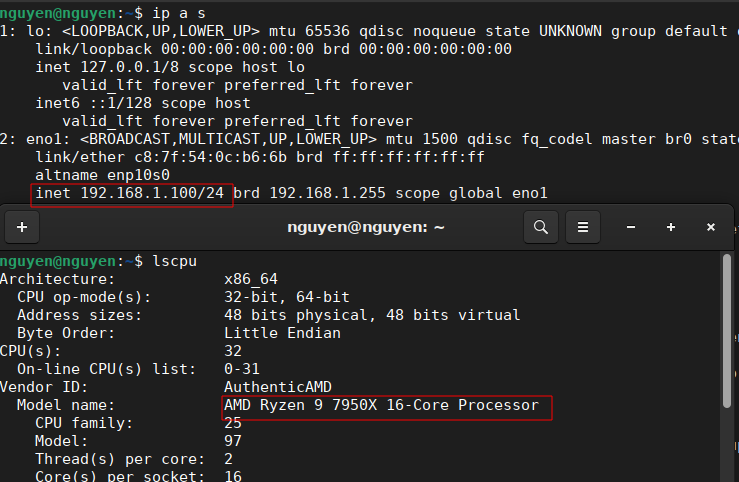 nguyen@nguyen:~$ ip a s
1: lo: <LOOPBACK,UP,LOWER_UP> mtu 65536 qdisc noqueue state UNKNOWN group default
link/loopback 00:00:00:00:00:00 brd 00:00:00:00:00:00
inet 127.0.0.1/8 scope host lo
valid_lft forever preferred_lft forever
inet6 ::1/128 scope host
valid_lft forever preferred_lft forever
2: eno1: <BROADCAST,MULTICAST,UP,LOWER_UP> mtu 1500 qdisc fq_codel master br0 stat
link/ether c8:7f:54:0c:b6:6b brd ff:ff:ff:ff:ff:ff
altname enp10s0
inet 192.168.1.100/24 brd 192.168.1.255 scope global eno1
nguyen@nguyen: ~
nguyen@nguyen:~$ lscpu
Architecture: x86_64
CPU op-mode(s): 32-bit, 64-bit
Address sizes: 48 bits physical, 48 bits virtual
Byte Order: Little Endian
CPU(s): 32
On-line CPU(s) list: 0-31
Vendor ID: AuthenticAMD
Model name: AMD Ryzen 9 7950X 16-Core Processor
CPU family: 25
Model: 97
Thread(s) per core: 2
Core(s) per socket: 16